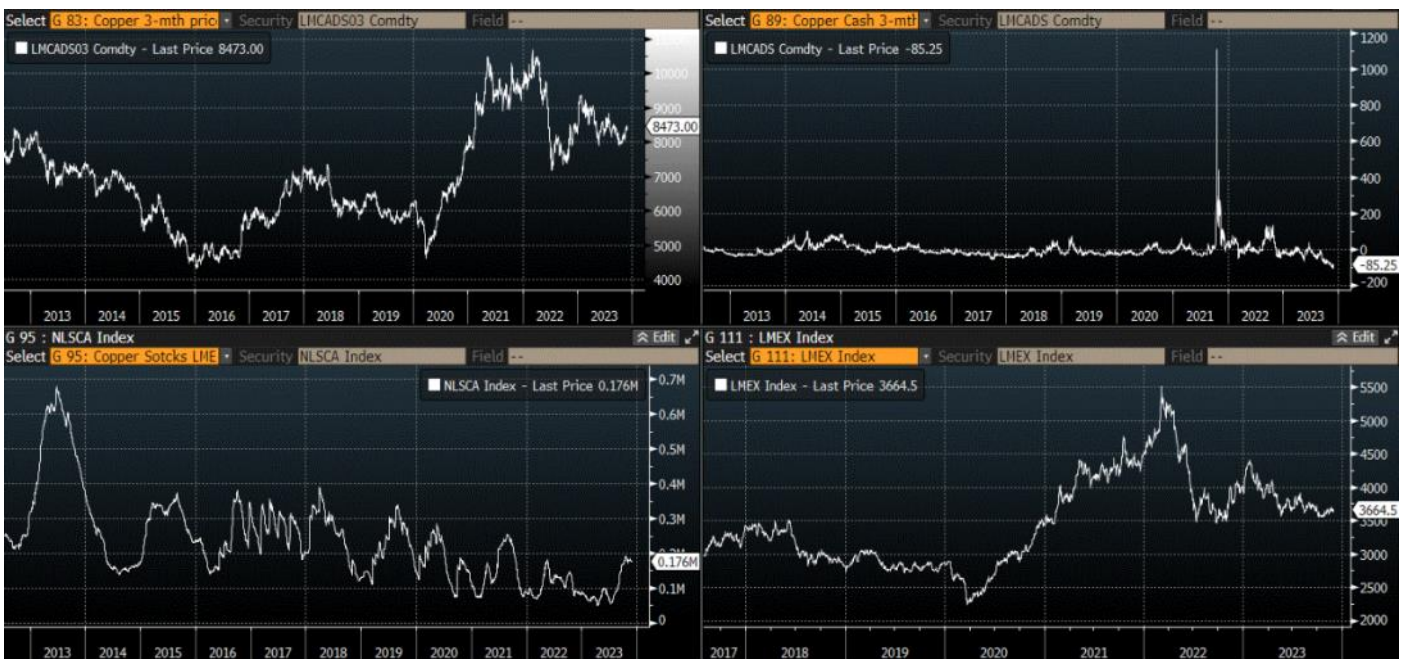 Select G 83: Copper 3-mth pric Security LMCADS03 Comdty Field --
LMCADS03 Comdty - Last Price 8473.00
10000
9000
8473.00
8000
7000
6000
5000
4000
2013 2014 2015 2016 2017 2018 2019 2020 2021 2022 2023
Select G 89: Copper Cash 3-mth Security LMCADS Comdty Field --
LMCADS Comdty - Last Price -85.25
1200
1000
800
600
400
200
0
-85.25
-200
2013 2014 2015 2016 2017 2018 2019 2020 2021 2022 2023
G 95 : NLSCA Index Edit
Select G 95: Copper Sotcks LME Security NLSCA Index Field --
NLSCA Index - Last Price 0.176M
0.7M
0.6M
0.5M
0.4M
0.3M
0.176M
0.1M
0
2013 2014 2015 2016 2017 2018 2019 2020 2021 2022 2023
G 111 : LMEX Index Edit
Select G 111: LMEX Index Security LMEX Index Field --
LMEX Index - Last Price 3664.5
5500
5000
4500
4000
3664.5
3500
3000
2500
2000
2017 2018 2019 2020 2021 2022 2023